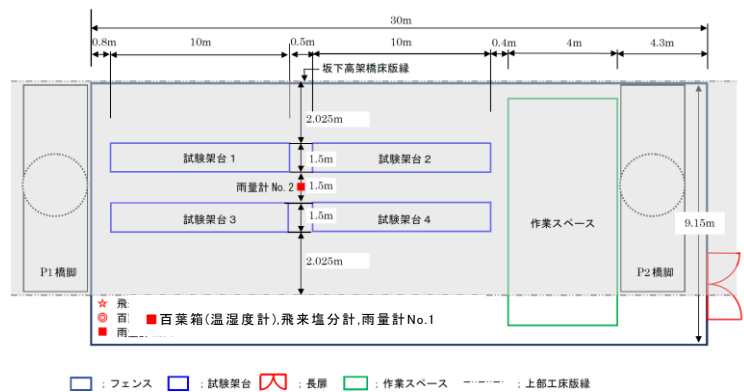 30m
0.8m 10m 0.5m 10m 0.4m 4m 4.3m
坂下高架橋床版縁
2.025m
試験架台1 1.5m 試験架台2
雨量計No.2 1.5m
試験架台3 1.5m 試験架台4
作業スペース
9.15m
2.025m
P1橋脚 P2橋脚
飛
百
雨
百葉箱(温湿度計),飛来塩分計,雨量計No.1
;フェンス ;試験架台 ;長扉 ;作業スペース ;上部工床版縁